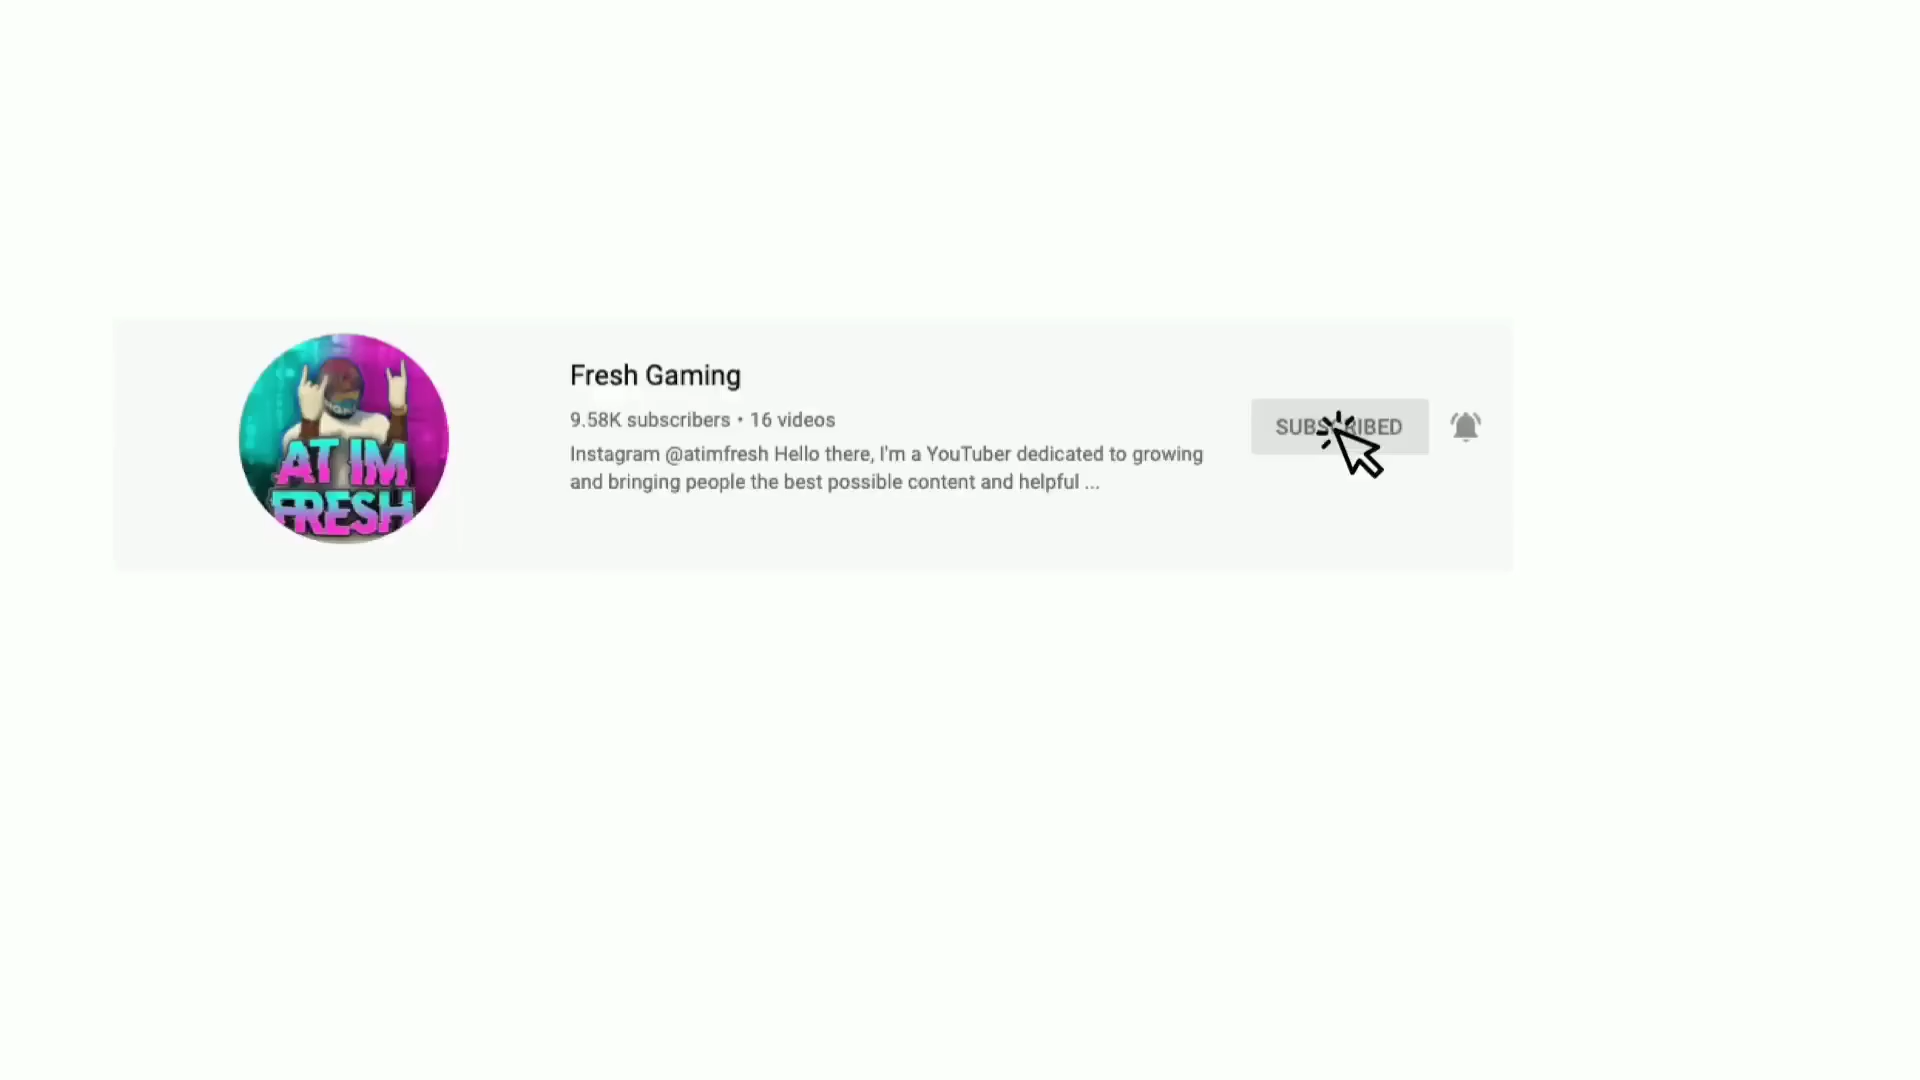 AT IM
FRESH
Fresh Gaming
9.58K subscribers • 16 videos
Instagram @atimfresh Hello there, I'm a YouTuber dedicated to growing
and bringing people the best possible content and helpful ...
SUBSCRIBED